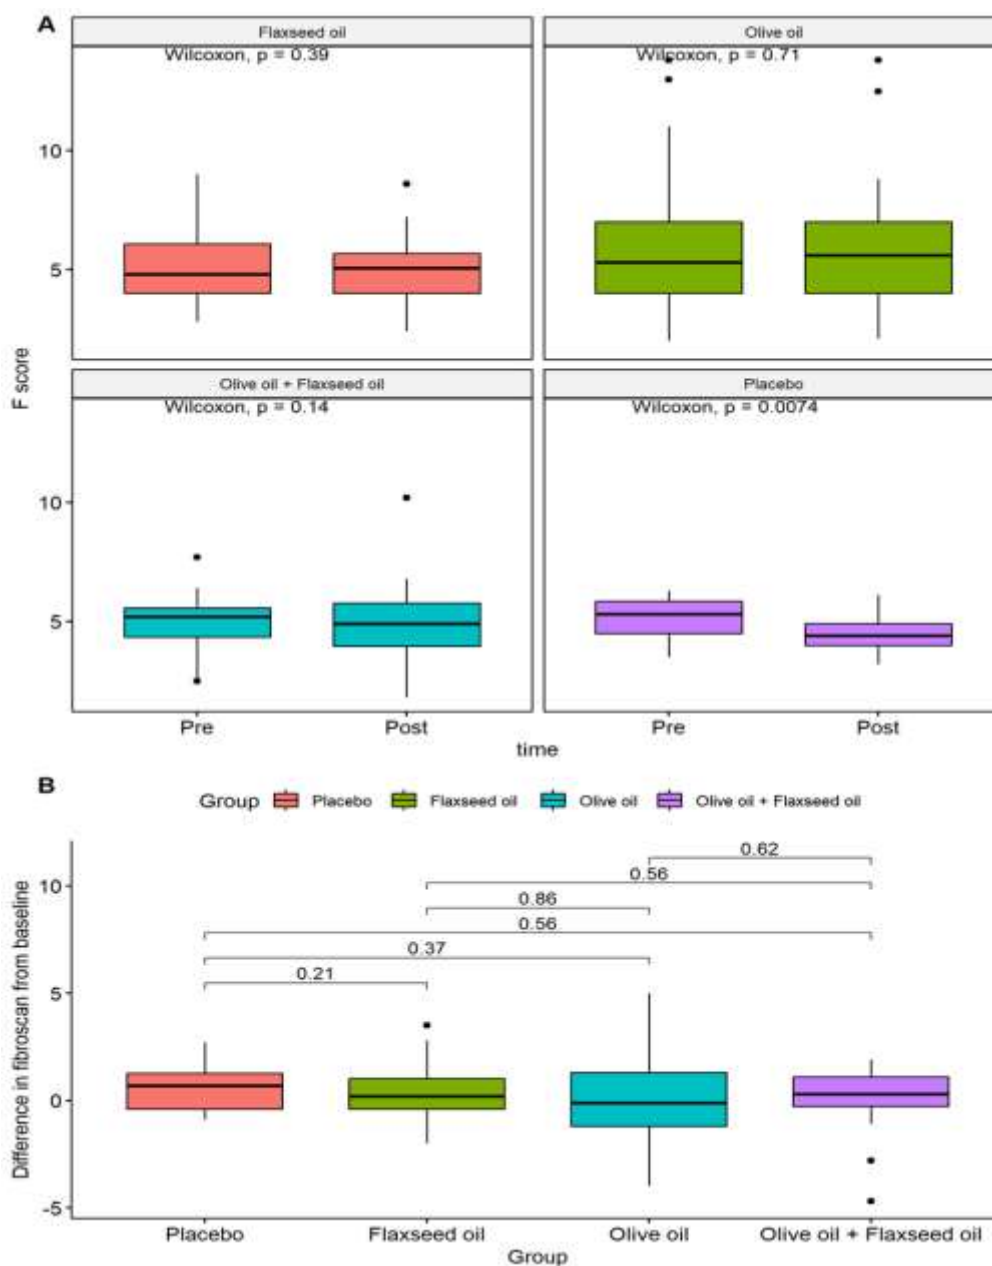 A
Flaxseed oil
Olive oil
Wilcoxon, p = 0.39
Wilcoxon, p = 0.71
10
5
F score
Olive oil + Flaxseed oil
Placebo
Wilcoxon, p = 0.14
Wilcoxon, p = 0.0074
10
5
Pre
Post
Pre
Post
time
B
Group Placebo Flaxseed oil Olive oil Olive oil + Flaxseed oil
Difference in fibroscan from baseline
0.62
10
0.56
0.86
0.56
0.37
0.21
5
0
-5
Placebo
Flaxseed oil
Olive oil
Olive oil + Flaxseed oil
Group